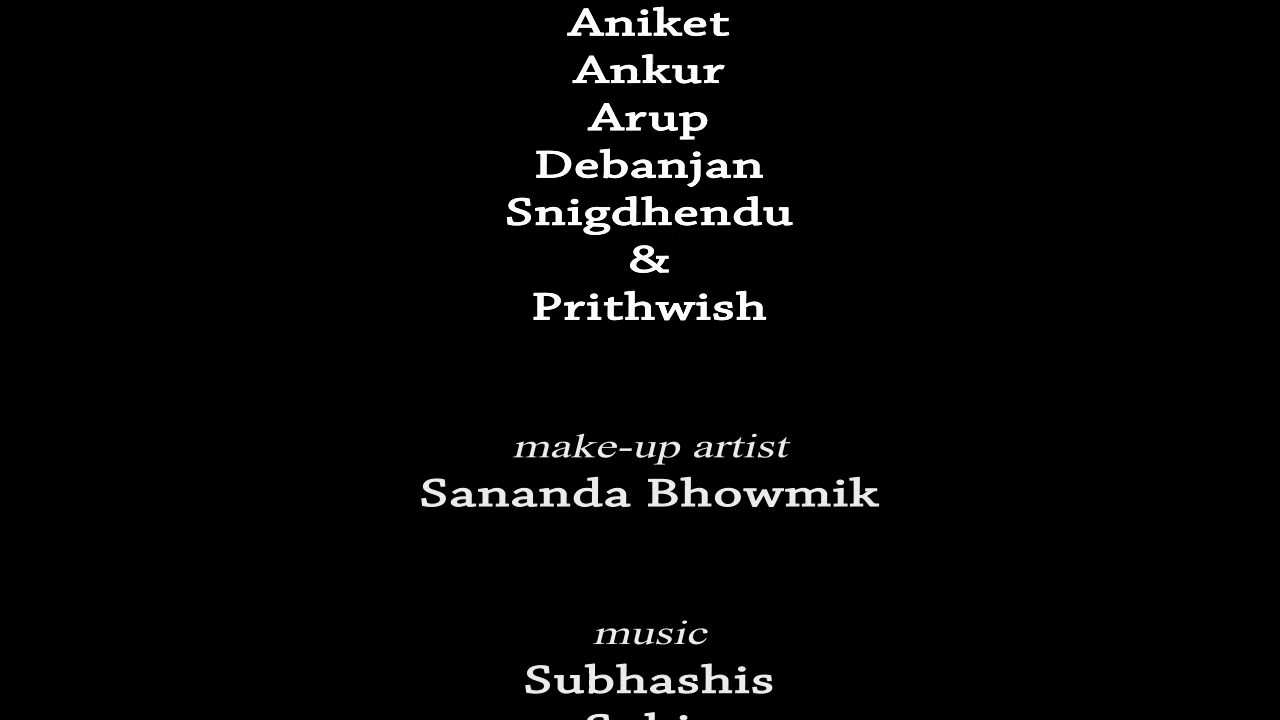 Aniket
Ankur
Arup
Debanjan
Snigdhendu
&
Prithwish
make-up artist
Sananda Bhowmik
music
Subhashis